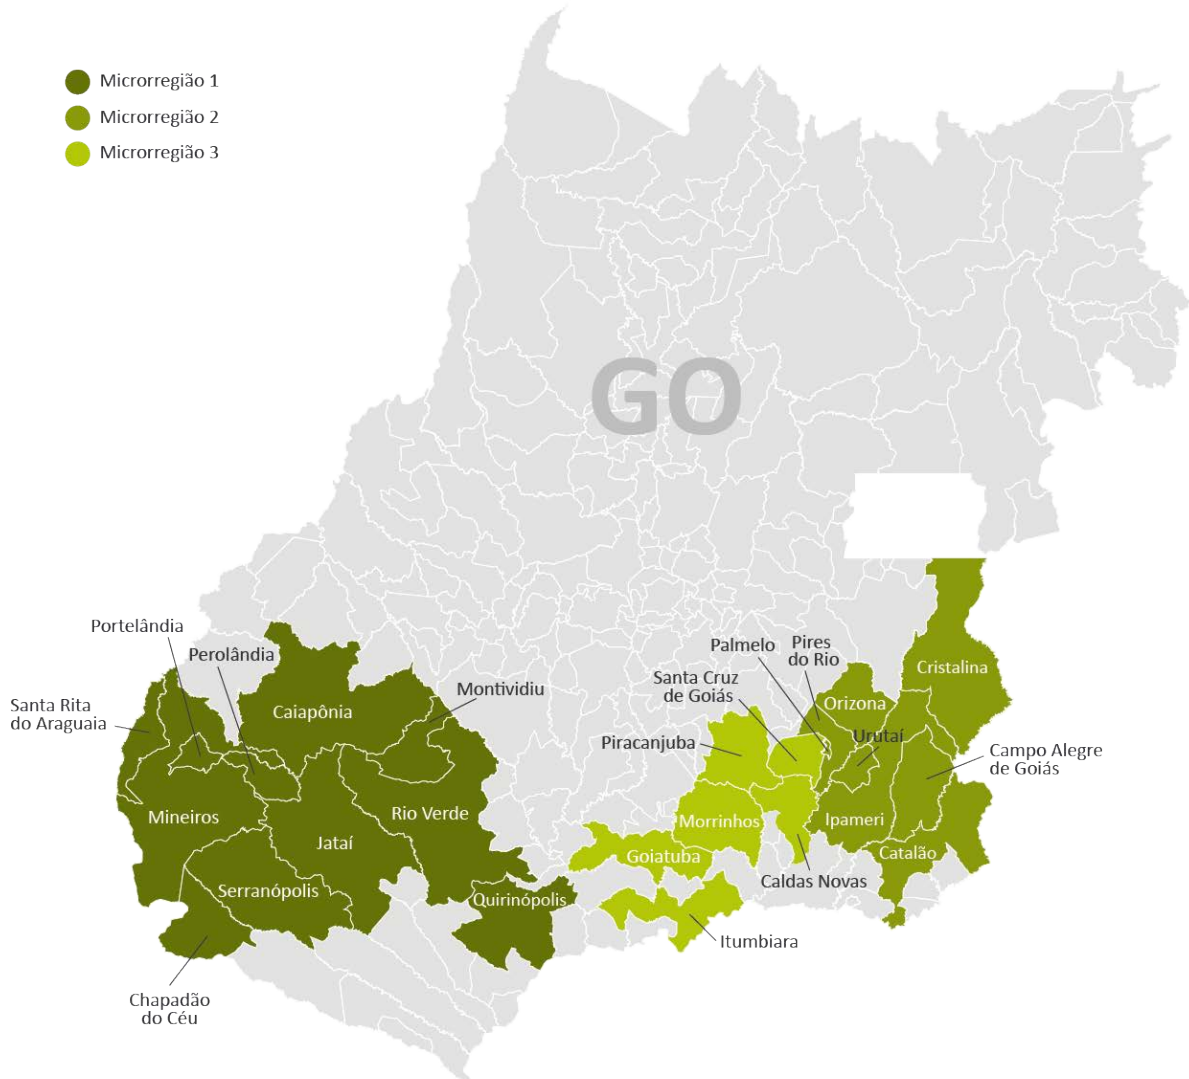 Microrregião 1
Microrregião 2
Microrregião 3
GO
Portelândia
Perolândia
Santa Rita
do Araguaia
Caiapônia
Montividiu
Mineiros
Rio Verde
Jataí
Serranópolis
Quirinópolis
Chapadão
do Céu
Palmelo
Pires
do Rio
Santa Cruz
de Goiás
Piracanjuba
Orizona
Cristalina
Urutaí
Campo Alegre
de Goiás
Morrinhos
Ipameri
Goiatuba
Catalão
Caldas Novas
Itumbiara